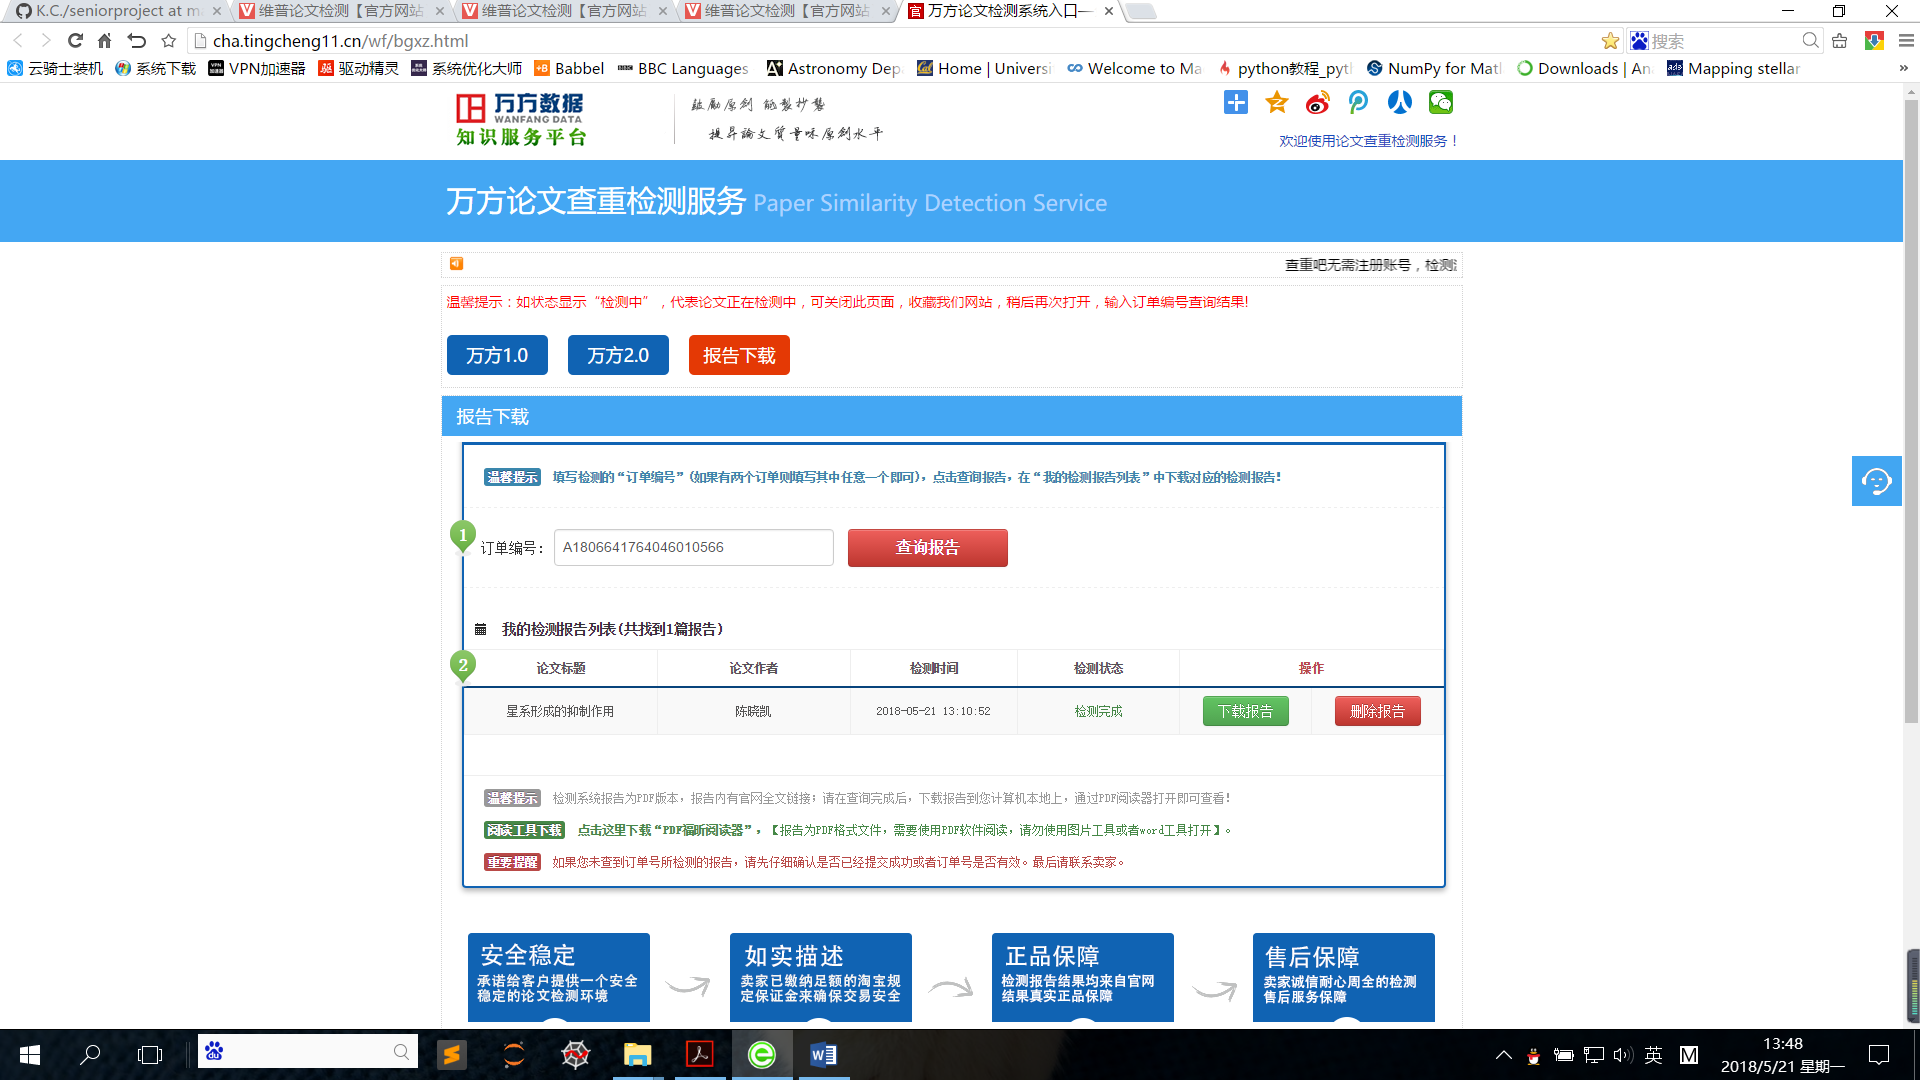 K.C./seniorproject at m
维普论文检测【官方网站
维普论文检测【官方网站
维普论文检测【官方网站
万方论文检测系统入口—
cha.tingcheng11.cn/wf/bgxz.html
搜索
云骑士装机
系统下载
VPN加速器
驱动精灵
系统优化大师
Babbel
BBC Languages
Astronomy Dep
Home | Universi
Welcome to Ma
python教程_pyt
NumPy for Matl
Downloads | An
Mapping stellar
万方数据
WANFANG DATA
知识服务平台
鼓励原创 能制抄袭
提升论文质量和原创水平
欢迎使用论文查重检测服务！
万方论文查重检测服务 Paper Similarity Detection Service
查重吧无需注册账号，检测
温馨提示：如状态显示“检测中”，代表论文正在检测中，可关闭此页面，收藏我们网站，稍后再次打开，输入订单编号查询结果!
万方1.0
万方2.0
报告下载
报告下载
温馨提示 填写检测的“订单编号”(如果有两个订单则填写其中任意一个即可)，点击查询报告，在“我的检测报告列表”中下载对应的检测报告！
1
订单编号：
A1806641764046010566
查询报告
我的检测报告列表(共找到1篇报告)
2
论文标题 论文作者 检测时间 检测状态 操作
星系形成的抑制作用 陈晓凯 2018-05-21 13:10:52 检测完成 下载报告 删除报告
温馨提示 检测系统报告为PDF版本，报告内有官网全文链接；请在查询完成后，下载报告到您计算机本地上，通过PDF阅读器打开即可查看！
阅读工具下载 点击这里下载“PDF福昕阅读器”，【报告为PDF格式文件，需要使用PDF软件阅读，请勿使用图片工具或者word工具打开】。
重要提醒 如果您未查到订单号所检测的报告，请先仔细确认是否已经提交成功或者订单号是否有效。最后请联系卖家。
安全稳定
承诺给客户提供一个安全
稳定的论文检测环境
如实描述
卖家已缴纳足额的淘宝规
定保证金来确保交易安全
正品保障
检测报告结果均来自官网
结果真实正品保障
售后保障
卖家诚信耐心周全的检测
售后服务保障
英
M
13:48
2018/5/21 星期一